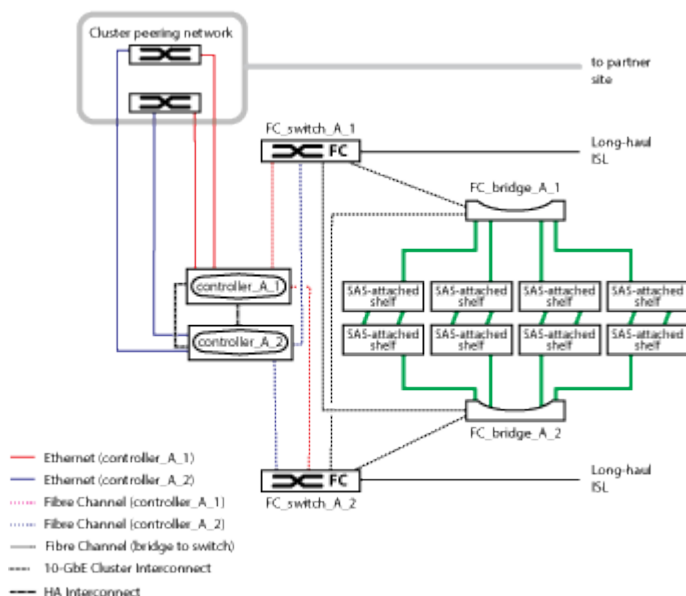 Cluster peering network
to partner
site
FC_switch_A_1
FC
Long-haul
ISL
FC_bridge_A_1
controller_A_1
SAS-attached
shelf
SAS-attached
shelf
SAS-attached
shelf
SAS-attached
shelf
controller_A_2
SAS-attached
shelf
SAS-attached
shelf
SAS-attached
shelf
SAS-attached
shelf
FC_bridge_A_2
FC
FC_switch_A_2
Long-haul
ISL
Ethernet (controller_A_1)
Ethernet (controller_A_2)
Fibre Channel (controller_A_1)
Fibre Channel (controller_A_2)
Fibre Channel (bridge to switch)
10-GbE Cluster Interconnect
HA Interconnect